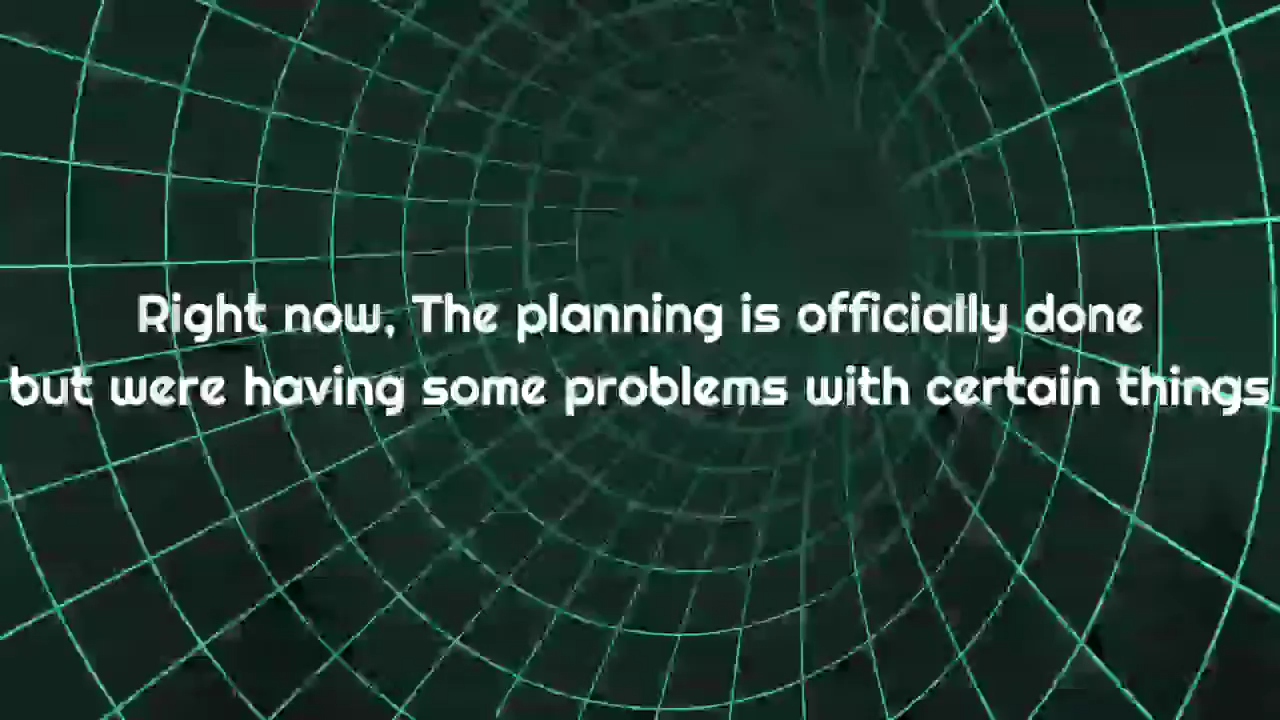 Right now, The planning is officially done
but were having some problems with certain things